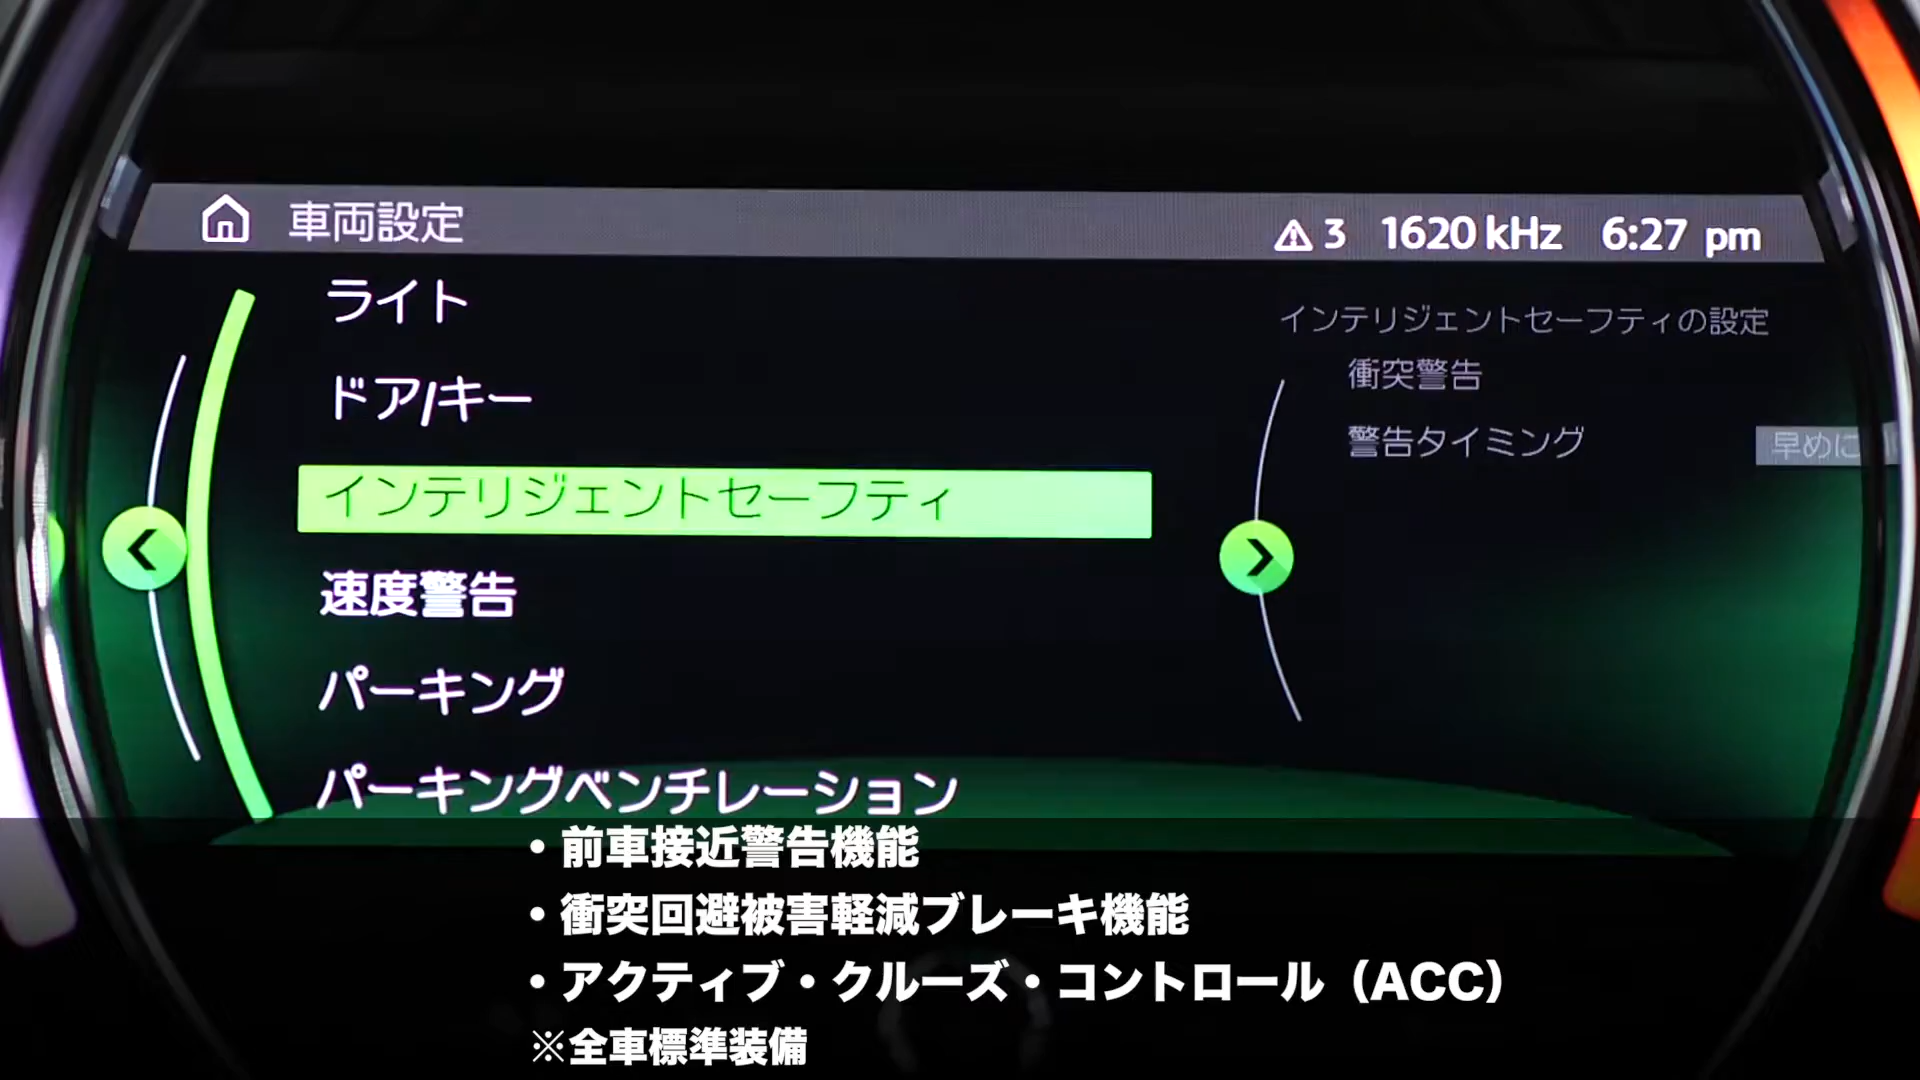 車両設定
3 1620 kHz 6:27 pm
ライト
ドア/キー
インテリジェントセーフティ
速度警告
パーキング
パーキングベンチレーション
インテリジェントセーフティの設定
衝突警告
警告タイミング
早めに
・前車接近警告機能
・衝突回避被害軽減ブレーキ機能
・アクティブ・クルーズ・コントロール（ACC）
※全車標準装備